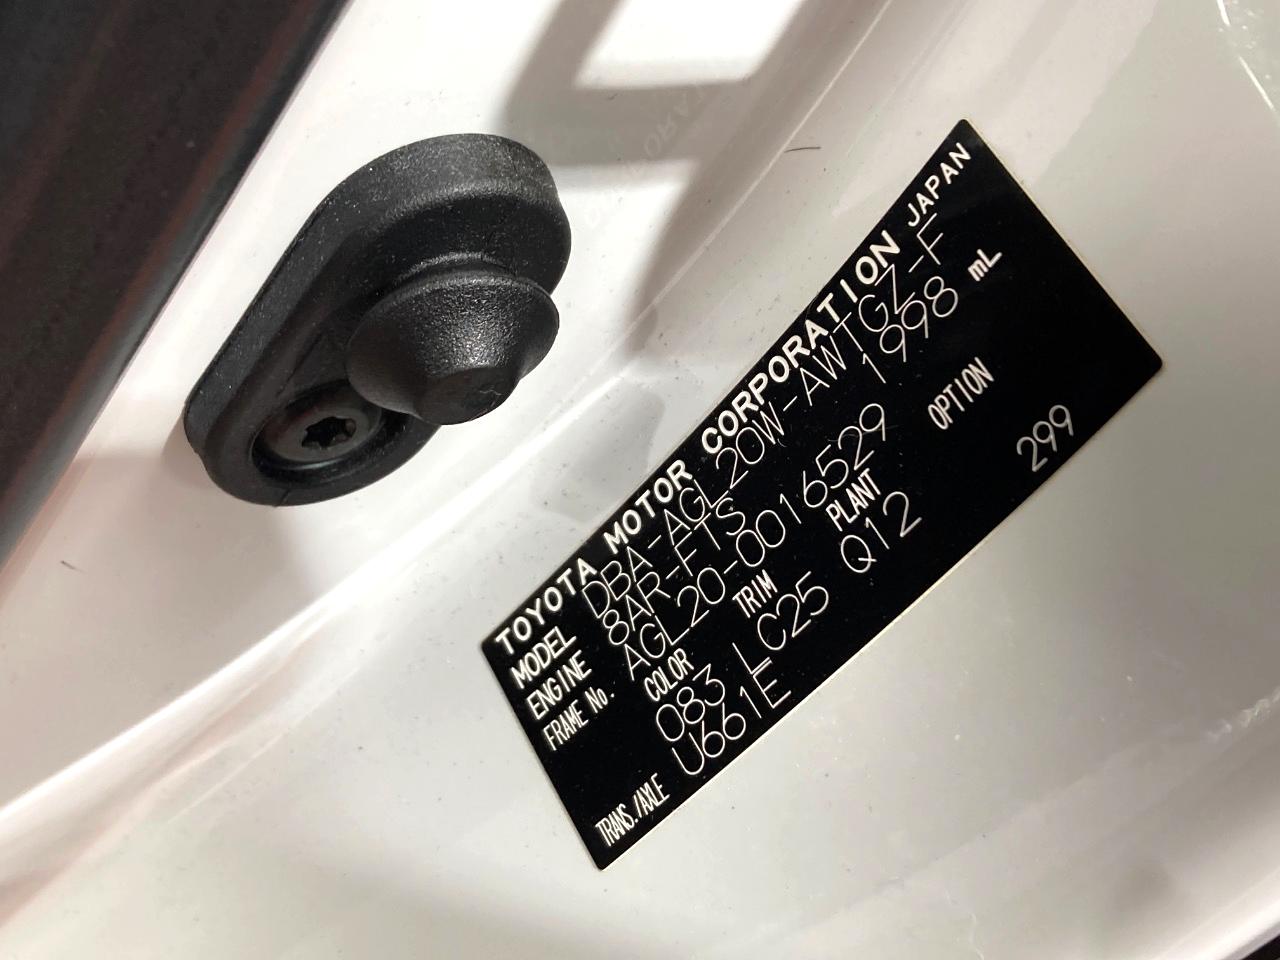 TOYOTA MOTOR CORPORATION JAPAN
MODEL DBA-AGL20W-AWTGZ-F
ENGINE 8AR-FTS 1998 mL
FRAME No. AGL20-0016529
COLOR TRIM PLANT OPTION
083 LC25 Q12 299
TRANS./AXLE U661E